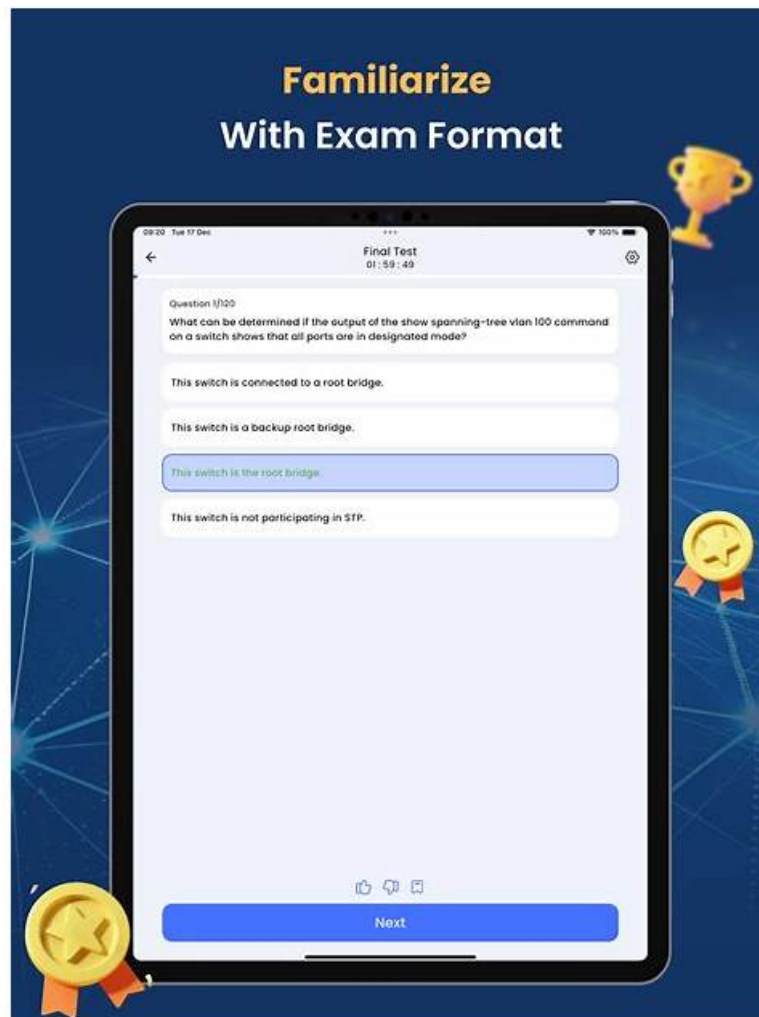 Familiarize
With Exam Format
09:20 Tue 17 Dec
100%
Final Test
01 : 59 : 49
Question 1/120
What can be determined if the output of the show spanning-tree vlan 100 command
on a switch shows that all ports are in designated mode?
This switch is connected to a root bridge.
This switch is a backup root bridge.
This switch is the root bridge.
This switch is not participating in STP.
Next